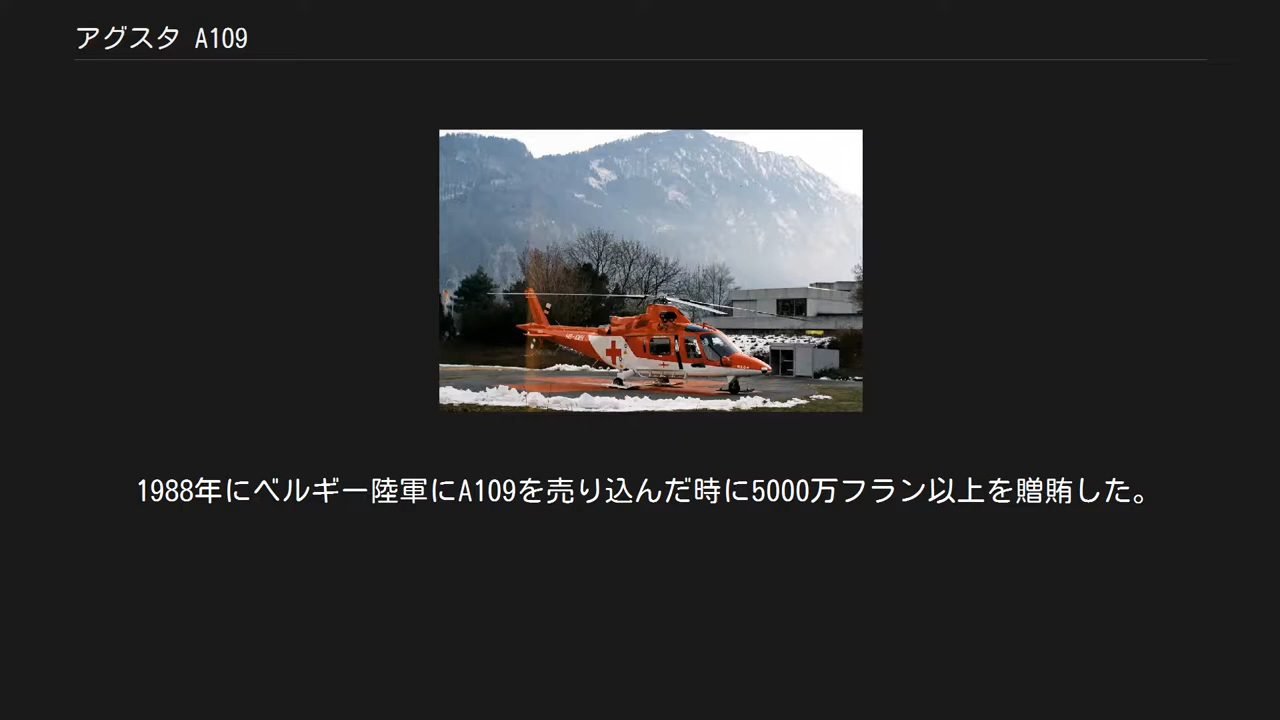 アグスタ A109
1988年にベルギー陸軍にA109を売り込んだ時に5000万フラン以上を贈賄した。